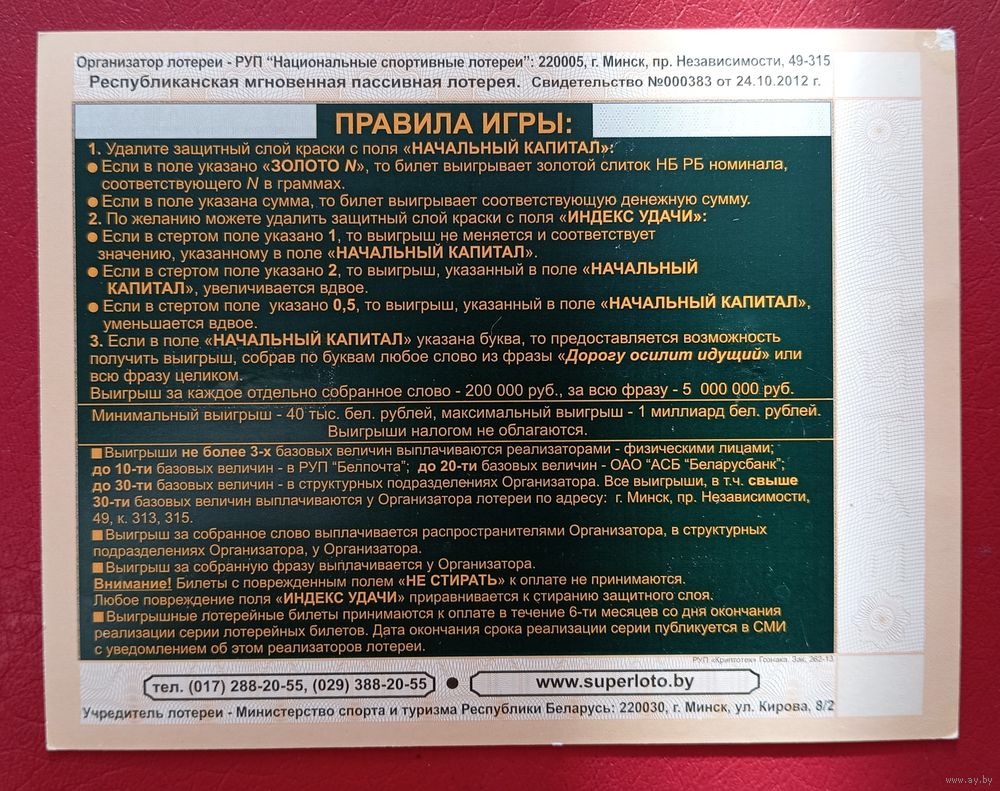 Организатор лотереи - РУП "Национальные спортивные лотереи": 220005, г. Минск, пр. Независимости, 49-315
Республиканская мгновенная пассивная лотерея. Свидетельство №000383 от 24.10.2012 г.
ПРАВИЛА ИГРЫ:
1. Удалите защитный слой краски с поля «НАЧАЛЬНЫЙ КАПИТАЛ»:
● Если в поле указано «ЗОЛОТО N», то билет выигрывает золотой слиток НБ РБ номинала,
соответствующего N в граммах.
● Если в поле указана сумма, то билет выигрывает соответствующую денежную сумму.
2. По желанию можете удалить защитный слой краски с поля «ИНДЕКС УДАЧИ»:
● Если в стертом поле указано 1, то выигрыш не меняется и соответствует
значению, указанному в поле «НАЧАЛЬНЫЙ КАПИТАЛ».
● Если в стертом поле указано 2, то выигрыш, указанный в поле «НАЧАЛЬНЫЙ
КАПИТАЛ», увеличивается вдвое.
● Если в стертом поле указано 0,5, то выигрыш, указанный в поле «НАЧАЛЬНЫЙ КАПИТАЛ»,
уменьшается вдвое.
3. Если в поле «НАЧАЛЬНЫЙ КАПИТАЛ» указана буква, то предоставляется возможность
получить выигрыш, собрав по буквам любое слово из фразы «Дорогу осилит идущий» или
всю фразу целиком.
Выигрыш за каждое отдельно собранное слово - 200 000 руб., за всю фразу - 5 000 000 руб.
Минимальный выигрыш - 40 тыс. бел. рублей, максимальный выигрыш - 1 миллиард бел. рублей.
Выигрыши налогом не облагаются.
■ Выигрыши не более 3-х базовых величин выплачиваются реализаторами - физическими лицами;
до 10-ти базовых величин - в РУП "Белпочта"; до 20-ти базовых величин - ОАО "АСБ "Беларусбанк";
до 30-ти базовых величин - в структурных подразделениях Организатора. Все выигрыши, в т.ч. свыше
30-ти базовых величин выплачиваются у Организатора лотереи по адресу: г. Минск, пр. Независимости,
49, к. 313, 315.
■ Выигрыш за собранное слово выплачивается распространителями Организатора, в структурных
подразделениях Организатора, у Организатора.
■ Выигрыш за собранную фразу выплачивается у Организатора.
Внимание! Билеты с поврежденным полем «НЕ СТИРАТЬ» к оплате не принимаются.
Любое повреждение поля «ИНДЕКС УДАЧИ» приравнивается к стиранию защитного слоя.
■ Выигрышные лотерейные билеты принимаются к оплате в течение 6-ти месяцев со дня окончания
реализации серии лотерейных билетов. Дата окончания срока реализации серии публикуется в СМИ
с уведомлением об этом реализаторов лотереи.
РУП «Криптотех» Гознака. Зак. 262-13
тел. (017) 288-20-55, (029) 388-20-55 ● www.superloto.by
Учредитель лотереи - Министерство спорта и туризма Республики Беларусь: 220030, г. Минск, ул. Кирова, 8/2
www.ay.by